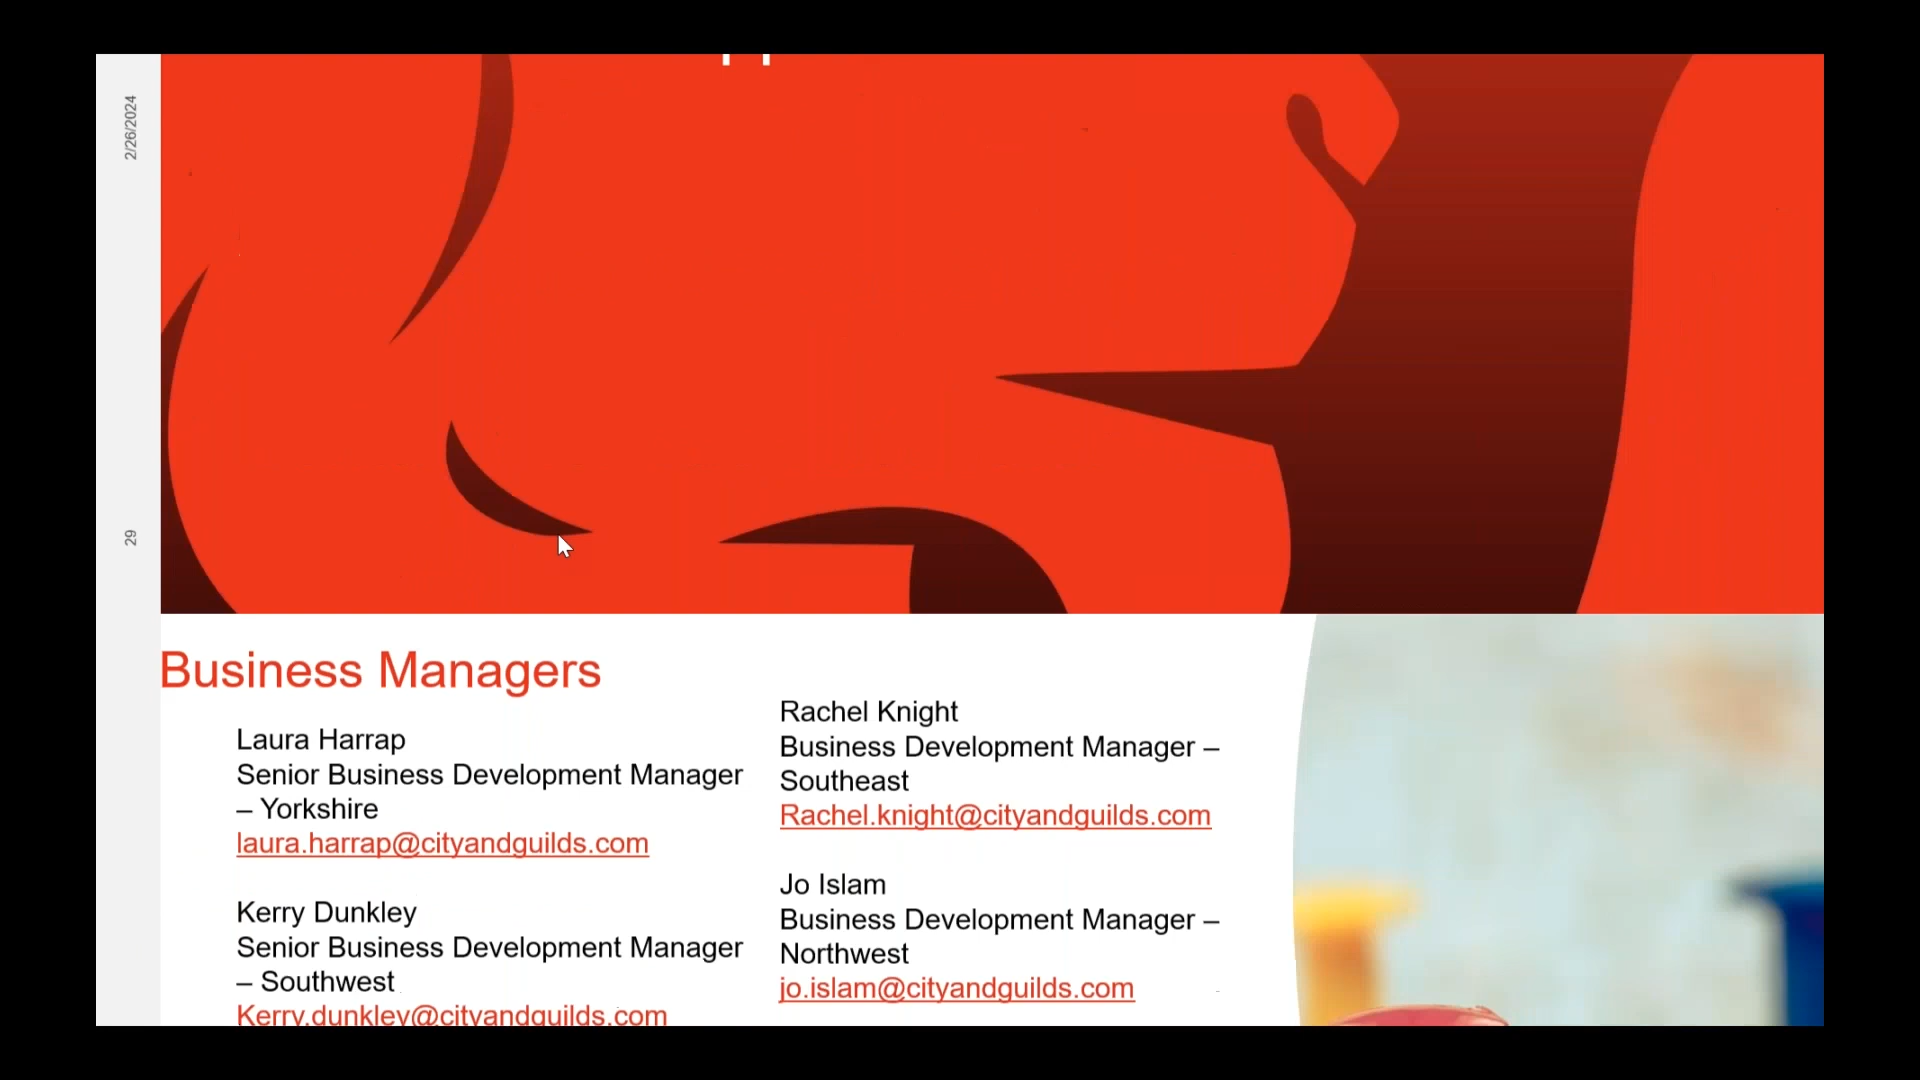 2/26/2024
29
Business Managers
Laura Harrap
Senior Business Development Manager
– Yorkshire
laura.harrap@cityandguilds.com
Kerry Dunkley
Senior Business Development Manager
– Southwest
Kerry.dunkley@cityandguilds.com
Rachel Knight
Business Development Manager –
Southeast
Rachel.knight@cityandguilds.com
Jo Islam
Business Development Manager –
Northwest
jo.islam@cityandguilds.com